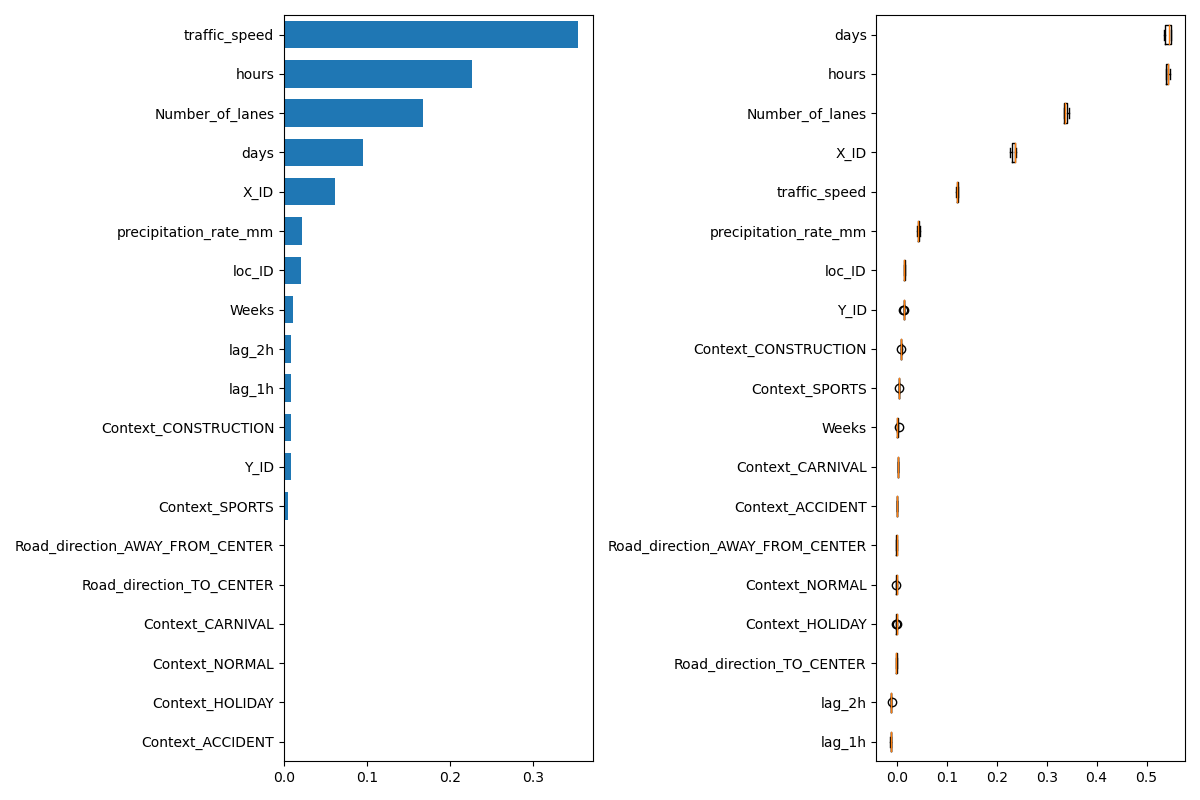 traffic_speed
hours
Number_of_lanes
days
X_ID
precipitation_rate_mm
loc_ID
Weeks
lag_2h
lag_1h
Context_CONSTRUCTION
Y_ID
Context_SPORTS
Road_direction_AWAY_FROM_CENTER
Road_direction_TO_CENTER
Context_CARNIVAL
Context_NORMAL
Context_HOLIDAY
Context_ACCIDENT
0.0 0.1 0.2 0.3
days
hours
Number_of_lanes
X_ID
traffic_speed
precipitation_rate_mm
loc_ID
Y_ID
Context_CONSTRUCTION
Context_SPORTS
Weeks
Context_CARNIVAL
Context_ACCIDENT
Road_direction_AWAY_FROM_CENTER
Context_NORMAL
Context_HOLIDAY
Road_direction_TO_CENTER
lag_2h
lag_1h
0.0 0.1 0.2 0.3 0.4 0.5